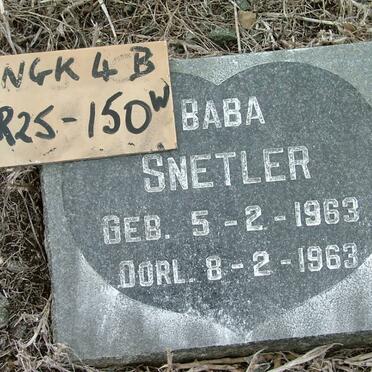 NGK 4 B
R25-150W
BABA
SNETLER
GEB. 5-2-1963
OORL. 8-2-1963